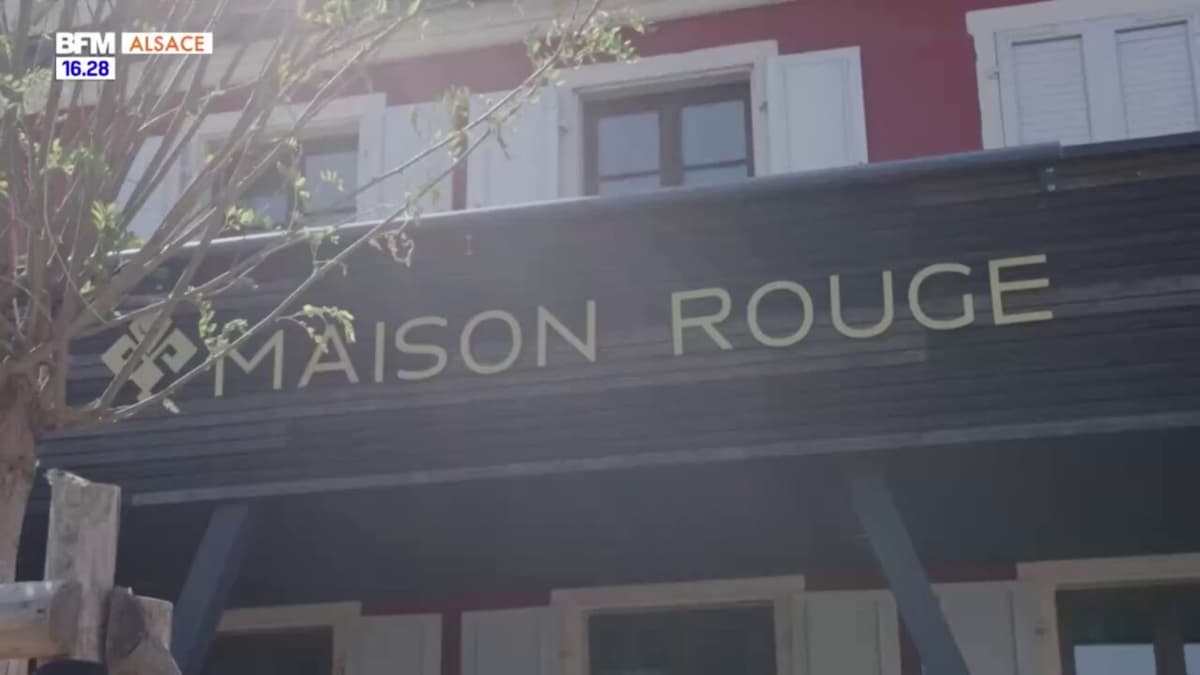 BFM ALSACE
16.28
MAISON ROUGE